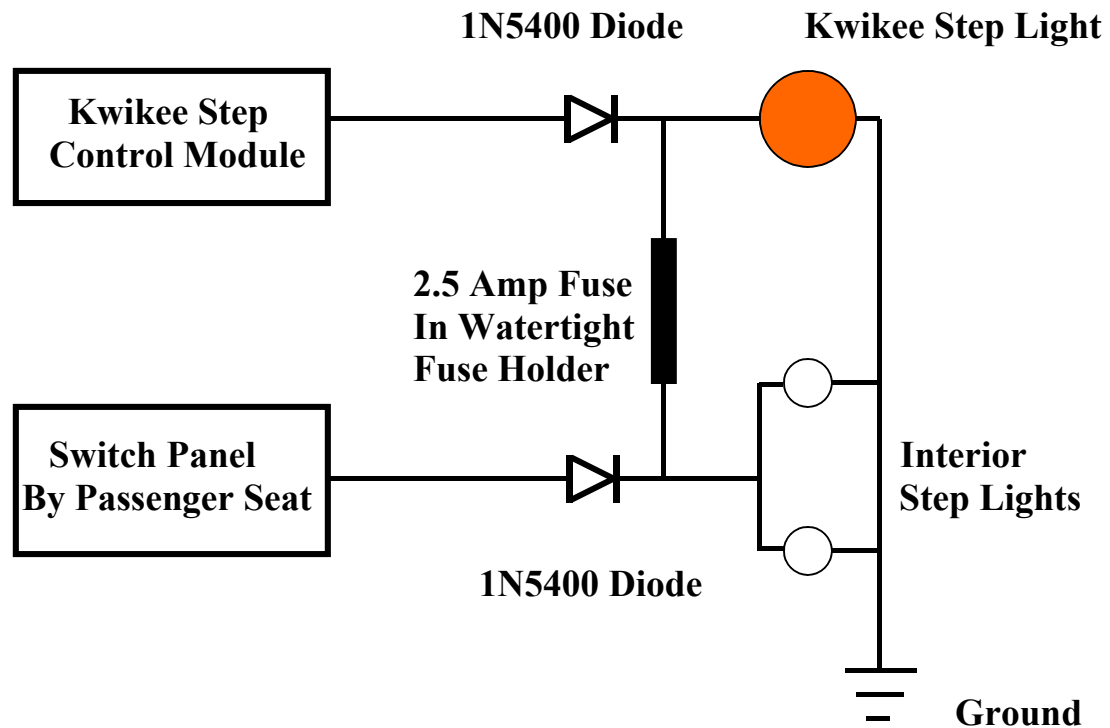 1N5400 Diode
Kwikee Step Light
Kwikee Step
Control Module
2.5 Amp Fuse
In Watertight
Fuse Holder
Switch Panel
By Passenger Seat
Interior
Step Lights
1N5400 Diode
Ground